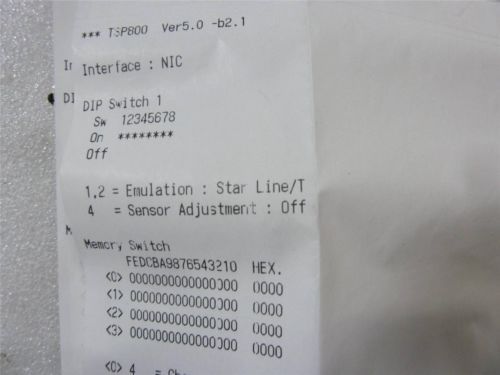 *** TSP800 Ver5.0 -b2.1
Interface : NIC
DIP Switch 1
Sw 12345678
On ********
Off
1,2 = Emulation : Star Line/T
4 = Sensor Adjustment : Off
Memory Switch
FEDCBA9876543210 HEX.
<0> 0000000000000000 0000
<1> 0000000000000000 0000
<2> 0000000000000000 0000
<3> 0000000000000000 0000
<0> 4 =